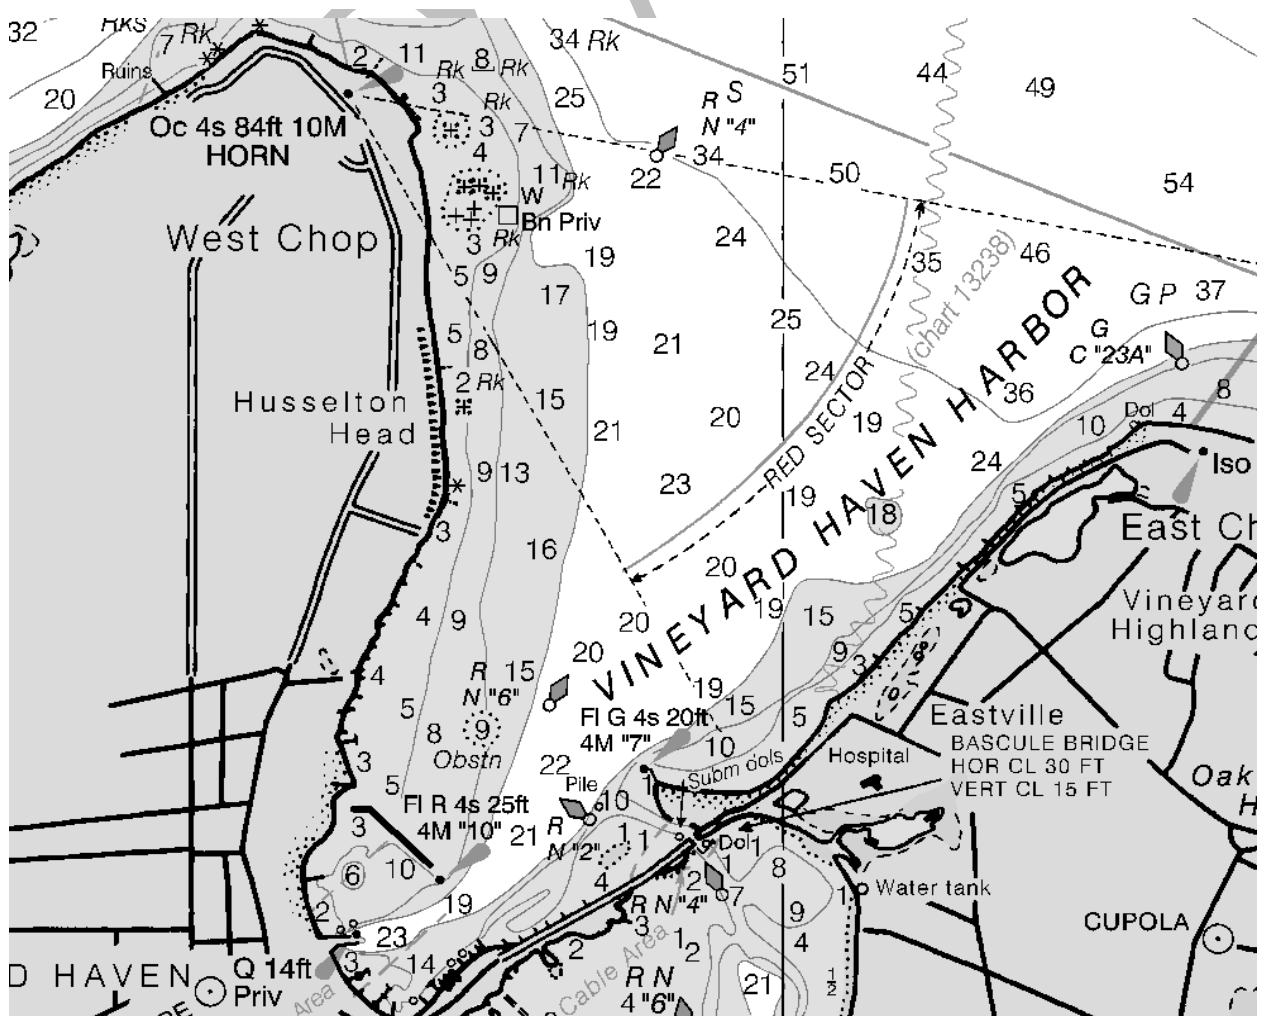 32
Rks
7
Rk
2
11
8
Rk
Rk
34 Rk
51
44
49
Ruins
20
3
Rk
25
R S
N "4"
Oc 4s 84ft 10M
HORN
3
7
4
34
22
50
54
11
Rk
W
Bn Priv
West Chop
3
Rk
24
19
5
9
35
46
17
(chart 13238)
G P
37
5
8
19
21
25
G
C "23A"
2
Rk
24
36
8
Husselton
Head
15
20
21
RED SECTOR
19
10
Dol
4
Iso
9
13
23
24
5
19
18
East Ch
3
16
VINEYARD HAVEN HARBOR
20
4
9
20
19
15
5
Vineyard
Highland
20
9
3
4
R
N "6"
15
5
8
9
Obstn
19
15
5
Fl G 4s 20ft
4M "7"
10
Eastville
BASCULE BRIDGE
HOR CL 30 FT
VERT CL 15 FT
Hospital
3
22
Subm dols
5
Pile
10
1
Oak
H
Fl R 4s 25ft
4M "10"
3
21
R
N "2"
1
1
Dol
1
1
6
10
4
2
8
7
R N "4"
1
Water tank
2
19
3
9
23
2
1
2
4
CUPOLA
D HAVEN
Q 14ft
Priv
3
14
Cable Area
Area
R N
4 "6"
21
1/2